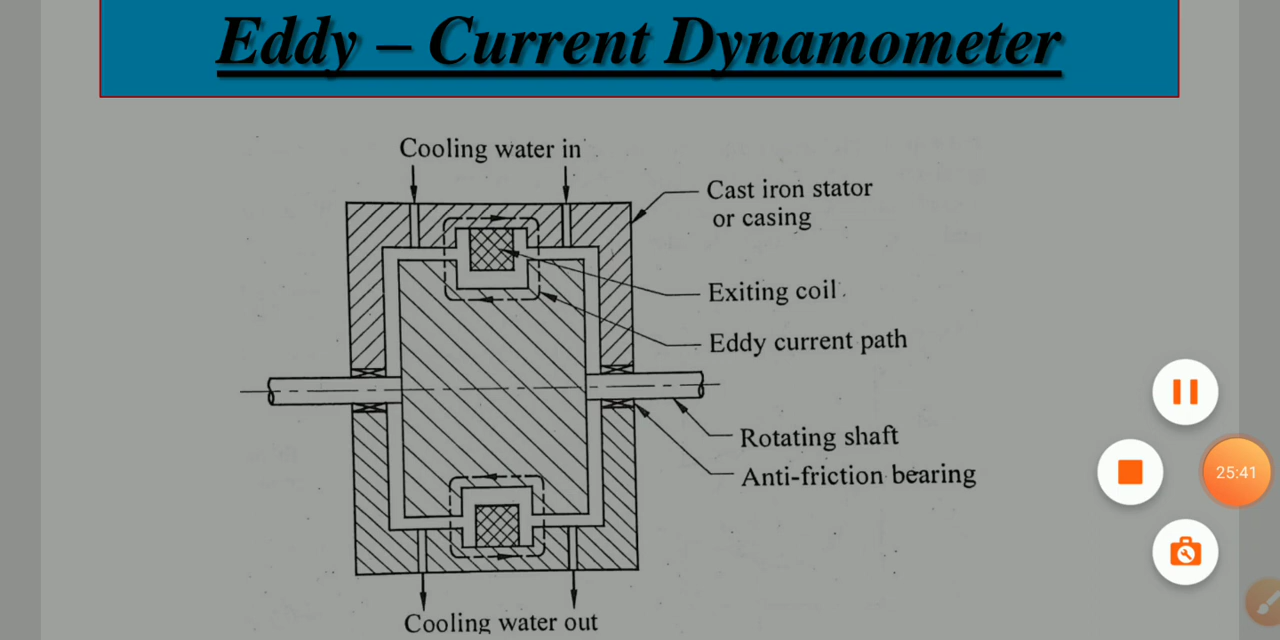 Eddy – Current Dynamometer
Cooling water in
Cast iron stator
or casing
Exiting coil
Eddy current path
Rotating shaft
Anti-friction bearing
Cooling water out
25:41